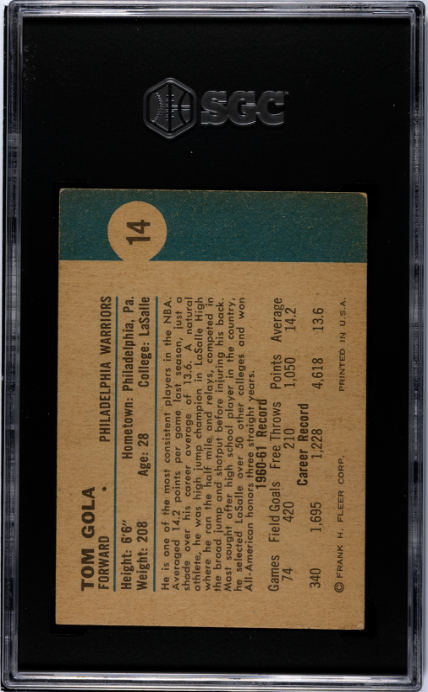 SGC
14
TOM GOLA
FORWARD • PHILADELPHIA WARRIORS
Height: 6'6" Hometown: Philadelphia, Pa.
Weight: 208 Age: 28 College: LaSalle
He is one of the most consistent players in the NBA.
Averaged 14.2 points per game last season, just a
shade over his career average of 13.6. A natural
athlete, he was high jump champion in LaSalle High
where he ran the half mile, and relays, competed in
the broad jump and shotput before injuring his back.
Most sought after high school player in the country,
he selected LaSalle over 50 other colleges and won
All-American honors three straight years.
1960-61 Record
Games Field Goals Free Throws Points Average
74 420 210 1,050 14.2
Career Record
340 1,695 1,228 4,618 13.6
© FRANK H. FLEER CORP. PRINTED IN U.S.A.